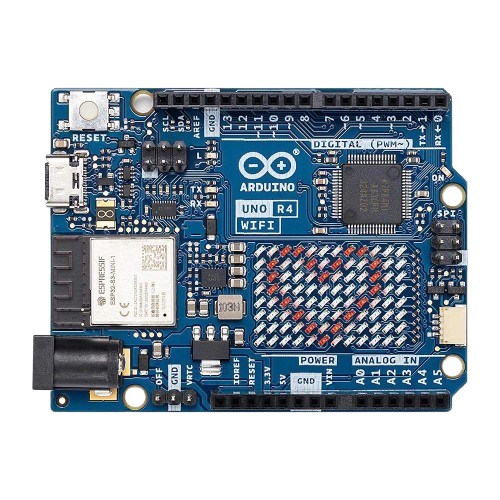 RESET
SCL
SDA
AREF
GND
13
12
~11
~10
~9
8
7
~6
~5
4
~3
2
TX→1
RX←0
L
DIGITAL (PWM~)
ON
TX
RX
ARDUINO
UNO R4
WIFI
SPI
ESPRESSIF
ESP32-S3-MINI-1
POWER
ANALOG IN
OFF
GND
VRTC
IOREF
RESET
3.3V
5V
GND
VIN
A0
A1
A2
A3
A4
A5